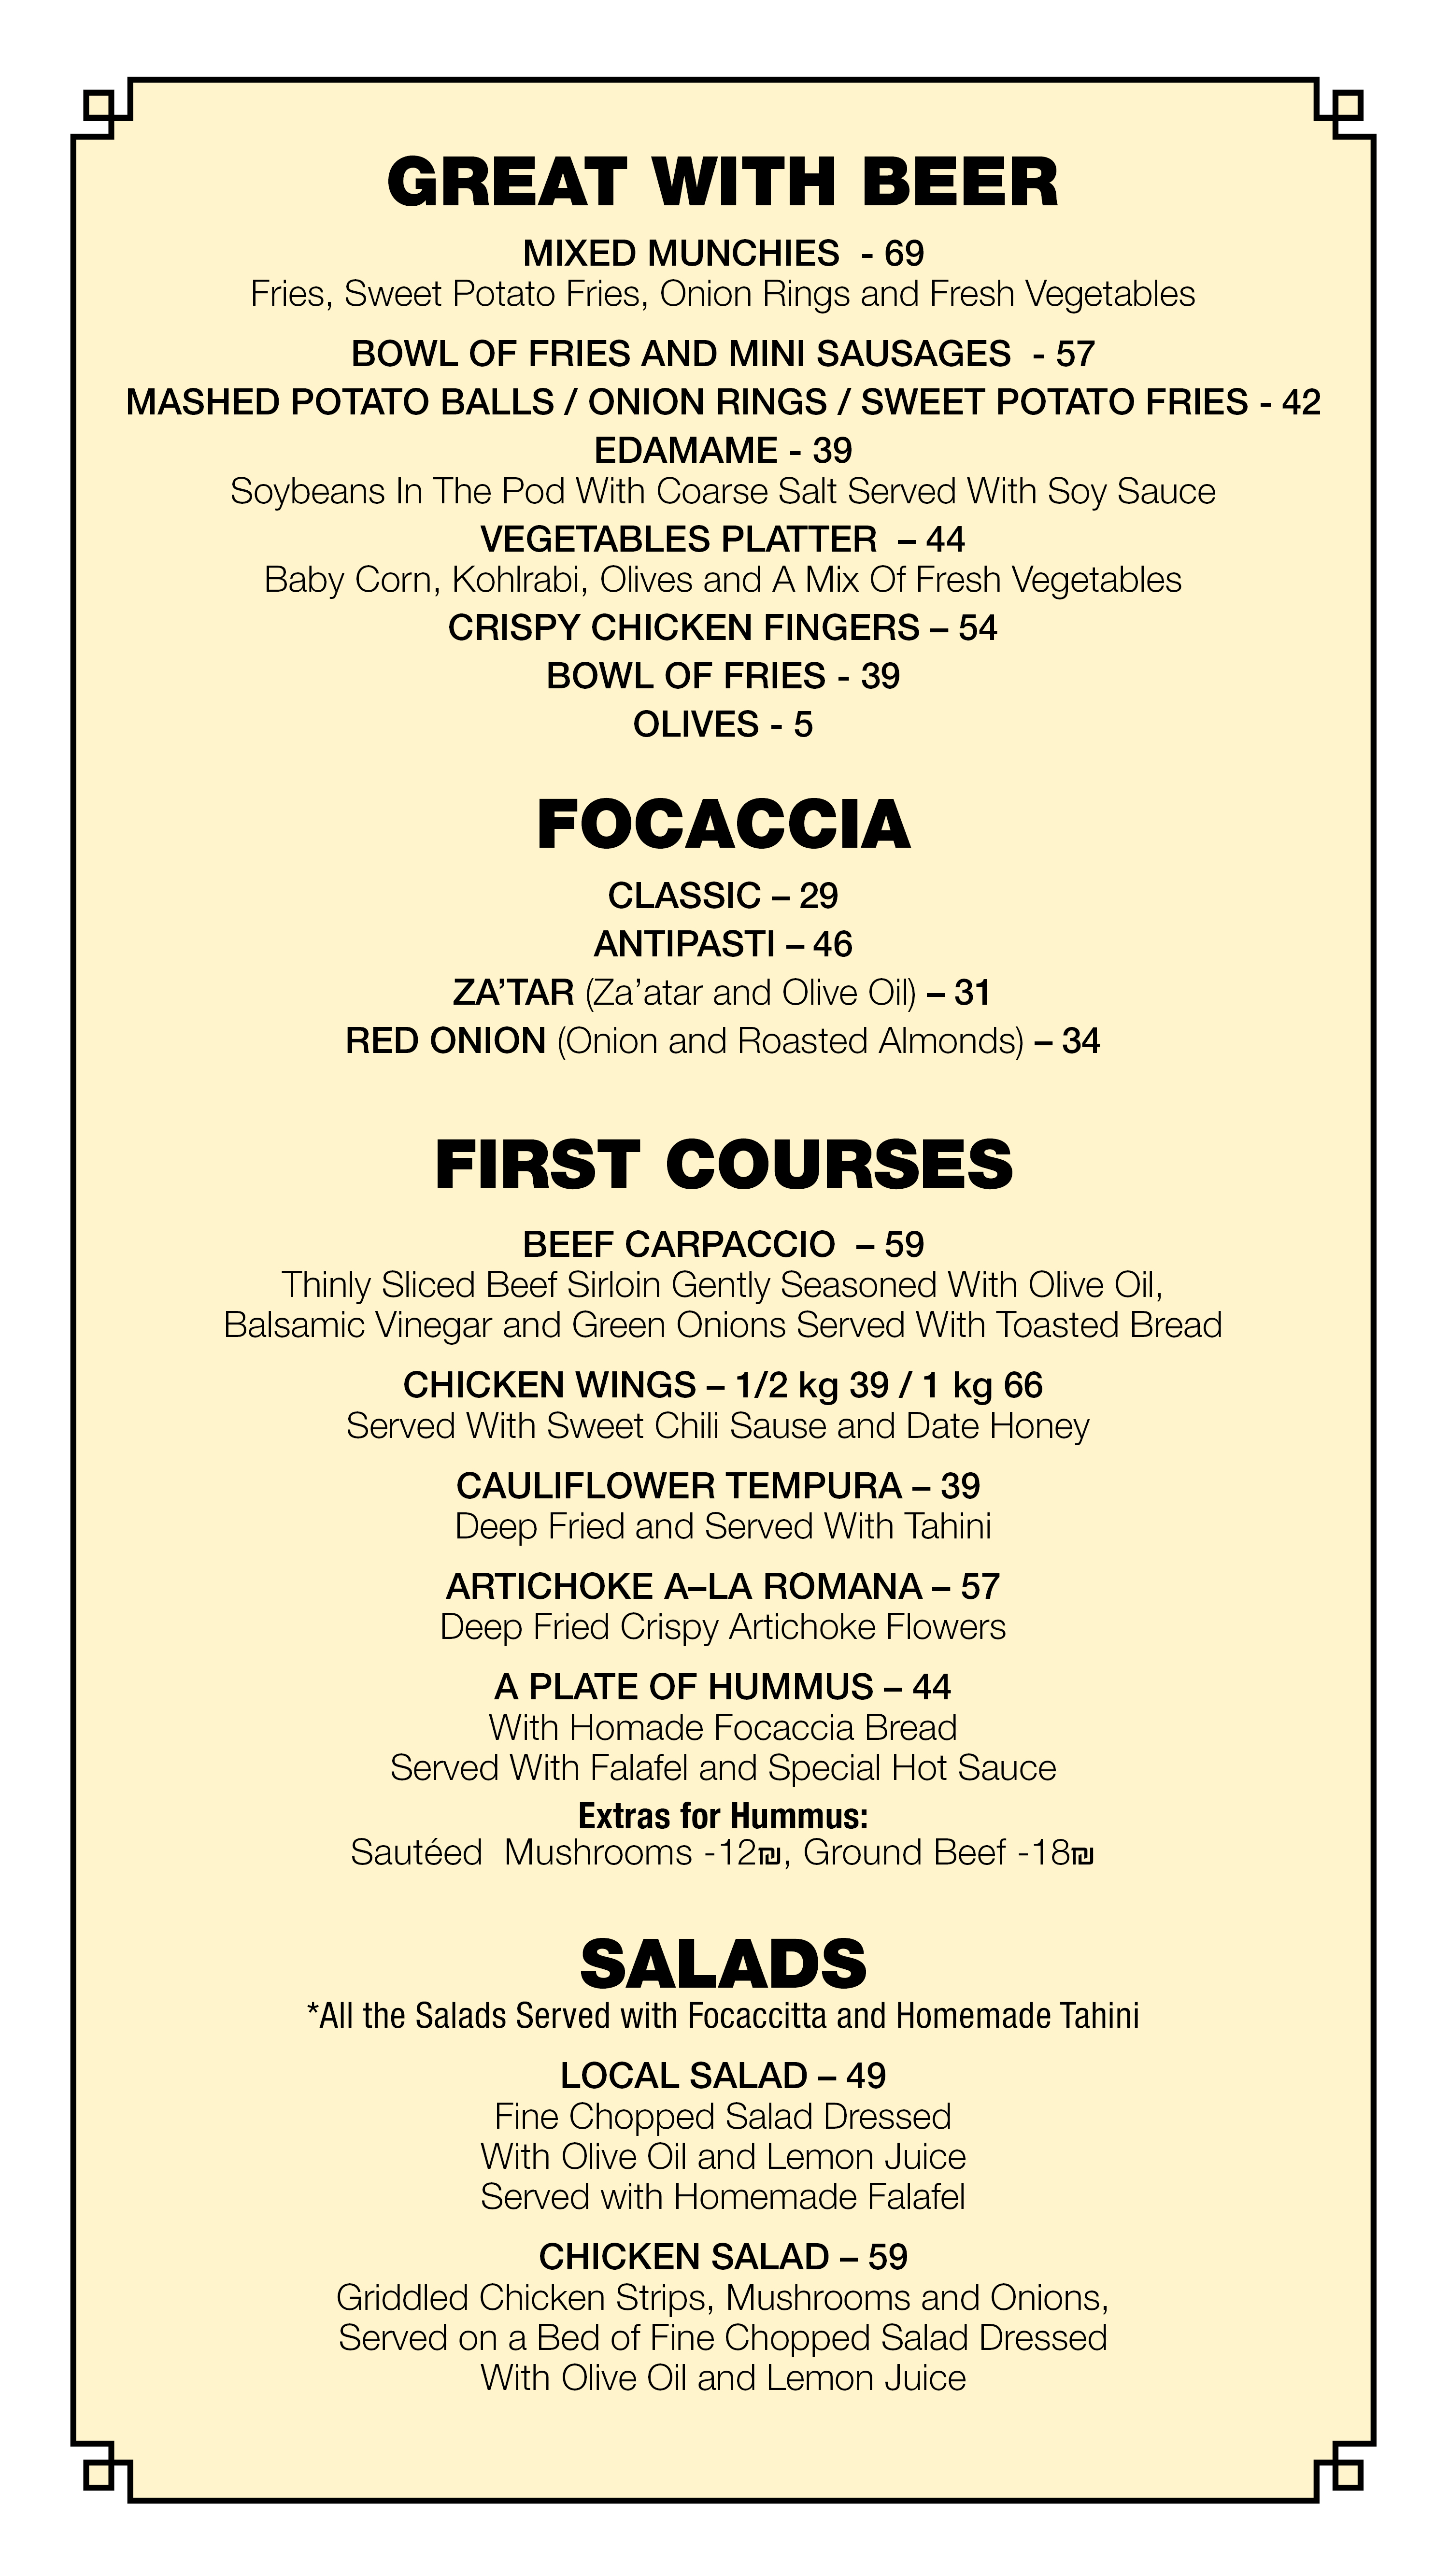 GREAT WITH BEER
MIXED MUNCHIES  - 69
Fries, Sweet Potato Fries, Onion Rings and Fresh Vegetables
BOWL OF FRIES AND MINI SAUSAGES  - 57
MASHED POTATO BALLS / ONION RINGS / SWEET POTATO FRIES - 42
EDAMAME - 39
Soybeans In The Pod With Coarse Salt Served With Soy Sauce
VEGETABLES PLATTER  – 44
Baby Corn, Kohlrabi, Olives and A Mix Of Fresh Vegetables
CRISPY CHICKEN FINGERS – 54
BOWL OF FRIES - 39
OLIVES - 5
FOCACCIA
CLASSIC – 29
ANTIPASTI – 46
ZA’TAR (Za’atar and Olive Oil) – 31
RED ONION (Onion and Roasted Almonds) – 34
FIRST COURSES
BEEF CARPACCIO  – 59
Thinly Sliced Beef Sirloin Gently Seasoned With Olive Oil,
Balsamic Vinegar and Green Onions Served With Toasted Bread
CHICKEN WINGS – 1/2 kg 39 / 1 kg 66
Served With Sweet Chili Sause and Date Honey
CAULIFLOWER TEMPURA – 39
Deep Fried and Served With Tahini
ARTICHOKE A–LA ROMANA – 57
Deep Fried Crispy Artichoke Flowers
A PLATE OF HUMMUS – 44
With Homade Focaccia Bread
Served With Falafel and Special Hot Sauce
Extras for Hummus:
Sautéed  Mushrooms -12₪, Ground Beef -18₪
SALADS
*All the Salads Served with Focaccitta and Homemade Tahini
LOCAL SALAD – 49
Fine Chopped Salad Dressed
With Olive Oil and Lemon Juice
Served with Homemade Falafel
CHICKEN SALAD – 59
Griddled Chicken Strips, Mushrooms and Onions,
Served on a Bed of Fine Chopped Salad Dressed
With Olive Oil and Lemon Juice